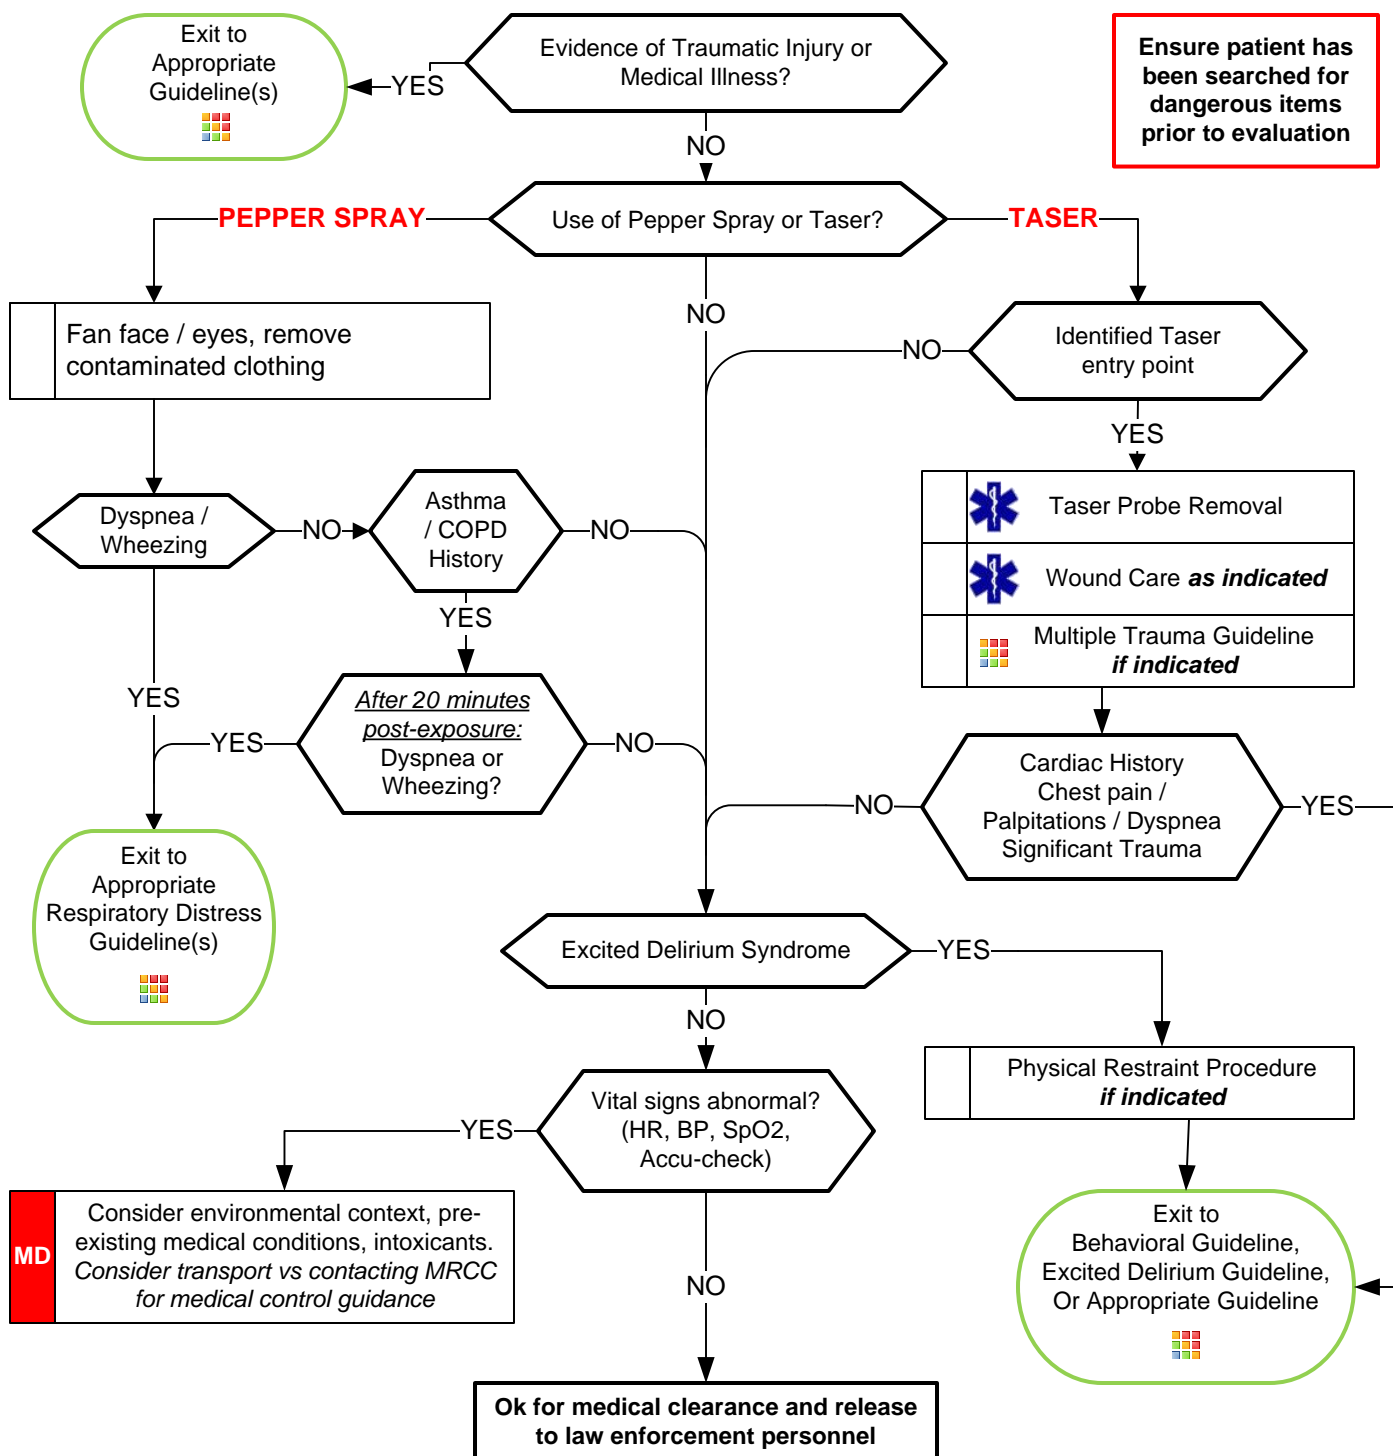 Exit to
Appropriate
Guideline(s)
YES
Evidence of Traumatic Injury or
Medical Illness?
Ensure patient has
been searched for
dangerous items
prior to evaluation
NO
PEPPER SPRAY
Use of Pepper Spray or Taser?
TASER
Fan face / eyes, remove
contaminated clothing
NO
NO
Identified Taser
entry point
YES
Dyspnea /
Wheezing
NO
Asthma
/ COPD
History
NO
Taser Probe Removal
Wound Care as indicated
Multiple Trauma Guideline
if indicated
YES
YES
After 20 minutes
post-exposure:
Dyspnea or
Wheezing?
YES
NO
Cardiac History
Chest pain /
Palpitations / Dyspnea
Significant Trauma
NO
YES
Exit to
Appropriate
Respiratory Distress
Guideline(s)
Excited Delirium Syndrome
YES
NO
Physical Restraint Procedure
if indicated
Vital signs abnormal?
(HR, BP, SpO2,
Accu-check)
YES
MD
Consider environmental context, pre-
existing medical conditions, intoxicants.
Consider transport vs contacting MRCC
for medical control guidance
NO
Exit to
Behavioral Guideline,
Excited Delirium Guideline,
Or Appropriate Guideline
Ok for medical clearance and release
to law enforcement personnel